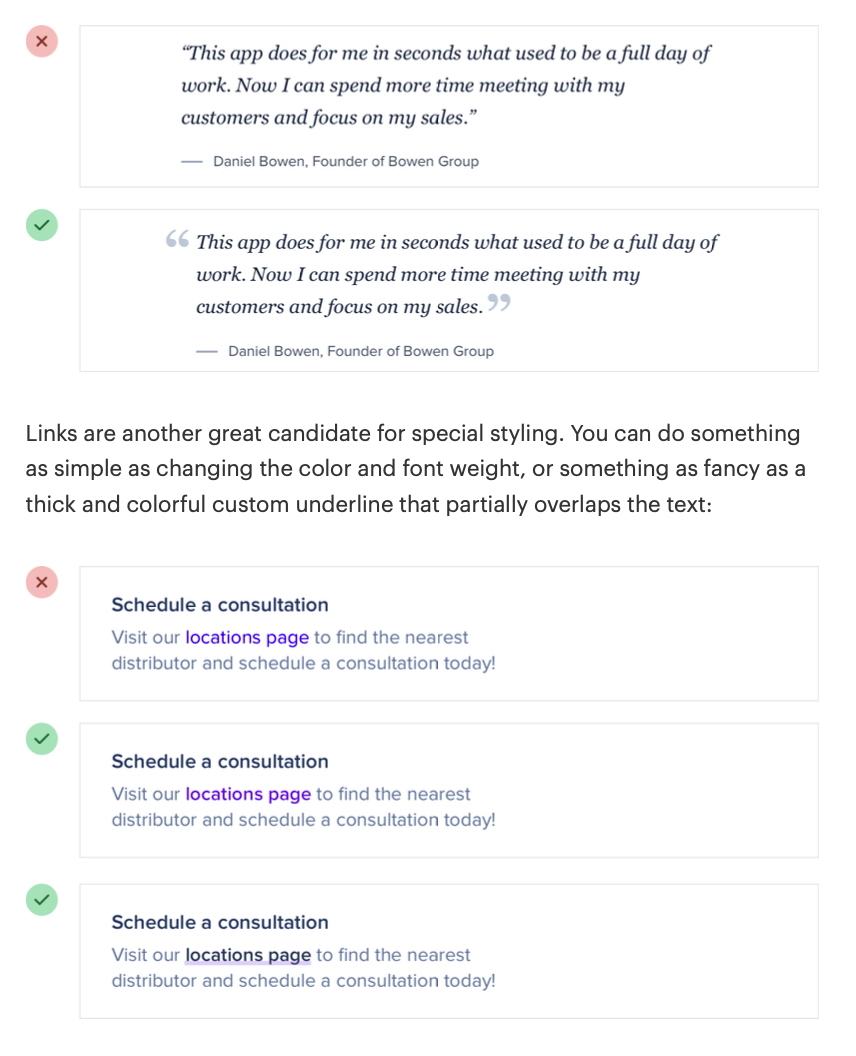 “This app does for me in seconds what used to be a full day of
work. Now I can spend more time meeting with my
customers and focus on my sales.”
— Daniel Bowen, Founder of Bowen Group
“ This app does for me in seconds what used to be a full day of
work. Now I can spend more time meeting with my
customers and focus on my sales. ”
— Daniel Bowen, Founder of Bowen Group
Links are another great candidate for special styling. You can do something
as simple as changing the color and font weight, or something as fancy as a
thick and colorful custom underline that partially overlaps the text:
Schedule a consultation
Visit our locations page to find the nearest
distributor and schedule a consultation today!
Schedule a consultation
Visit our locations page to find the nearest
distributor and schedule a consultation today!
Schedule a consultation
Visit our locations page to find the nearest
distributor and schedule a consultation today!